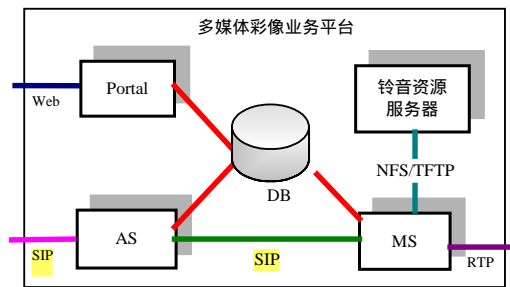 多媒体彩像业务平台
Portal
Web
铃音资源
服务器
NFS/TFTP
DB
AS
SIP
SIP
MS
RTP